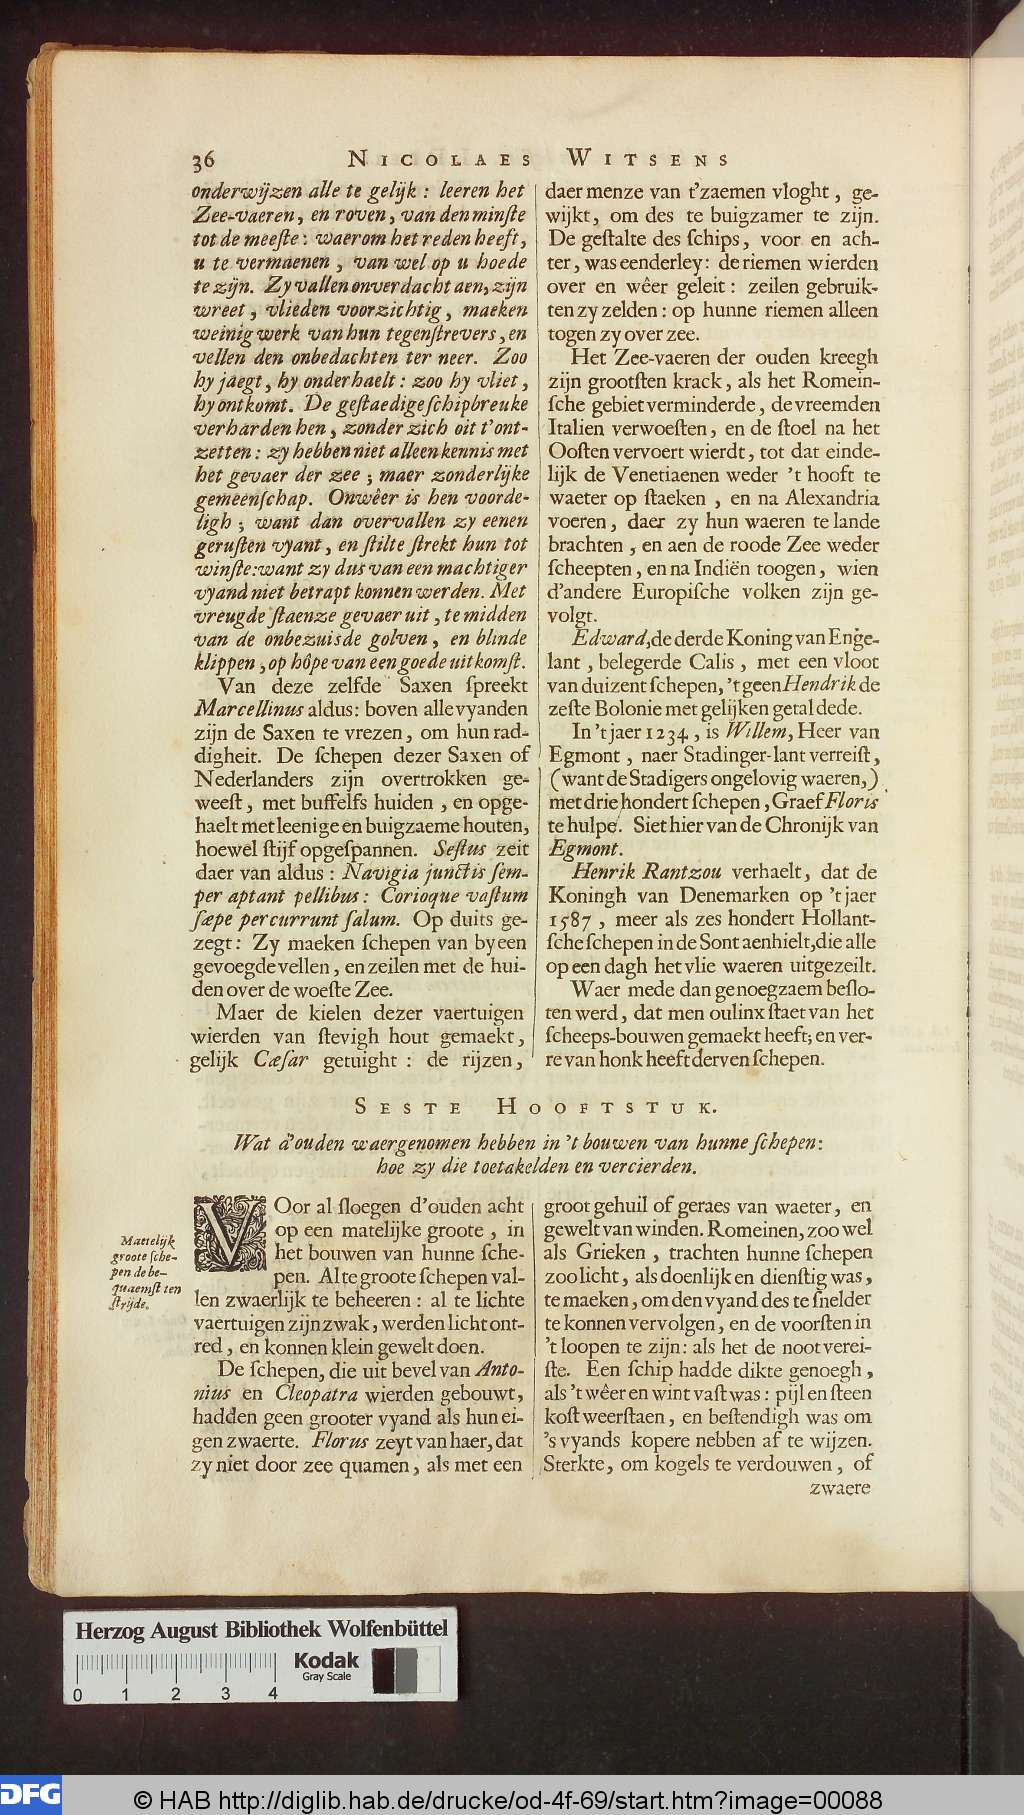 36 NICOLAES WITSENS
onderwijzen alle te gelijk : leeren het
Zee-vaeren, en roven, van den minſte
tot de meeſte : waerom het reden heeft,
u te vermaenen, van wel op u hoede
te zijn. Zy vallen onverdacht aen, zijn
wreet, vlieden voorzichtig, maeken
weinig werk van hun tegenſtrevers, en
vellen den onbedachten ter neer. Zoo
hy jaegt, hy onderhaelt : zoo hy vliet,
hy ontkomt. De geſtaedige ſchipbreuke
verharden hen, zonder zich oit t'ont-
zetten : zy hebben niet alleen kennis met
het gevaer der zee ; maer zonderlijke
gemeenſchap. Onwêer is hen voorde-
ligh ; want dan overvallen zy eenen
geruſten vyant, en ſtilte ſtrekt hun tot
winſte: want zy dus van een machtiger
vyand niet betrapt konnen werden. Met
vreugde ſtaenze gevaer uit, te midden
van de onbezuisde golven, en blinde
klippen, op hôpe van een goede uitkomſt.
Van deze zelfde Saxen ſpreekt
Marcellinus aldus: boven alle vyanden
zijn de Saxen te vrezen, om hun rad-
digheit. De ſchepen dezer Saxen of
Nederlanders zijn overtrokken ge-
weeſt, met buffelfs huiden, en opge-
haelt met leenige en buigzaeme houten,
hoewel ſtijf opgeſpannen. Seſtus zeit
daer van aldus : Navigia junctis ſem-
per aptant pellibus : Corioque vaſtum
ſæpe percurrunt ſalum. Op duits ge-
zegt: Zy maeken ſchepen van by een
gevoegde vellen, en zeilen met de hui-
den over de woeſte Zee.
Maer de kielen dezer vaertuigen
wierden van ſtevigh hout gemaekt,
gelijk Cæſar getuight : de rijzen,
daer menze van t'zaemen vloght, ge-
wijkt, om des te buigzamer te zijn.
De geſtalte des ſchips, voor en ach-
ter, was eenderley: de riemen wierden
over en wêer geleit : zeilen gebruik-
ten zy zelden : op hunne riemen alleen
togen zy over zee.
Het Zee-vaeren der ouden kreegh
zijn grootſten krack, als het Romein-
ſche gebiet verminderde, de vreemden
Italien verwoeſten, en de ſtoel na het
Ooſten vervoert wierdt, tot dat einde-
lijk de Venetiaenen weder 't hooft te
waeter op ſtaeken, en na Alexandria
voeren, daer zy hun waeren te lande
brachten, en aen de roode Zee weder
ſcheepten, en na Indiën toogen, wien
d'andere Europiſche volken zijn ge-
volgt.
Edward, de derde Koning van Enge-
lant, belegerde Calis, met een vloot
van duizent ſchepen, 't geen Hendrik de
zeſte Bolonie met gelijken getal dede.
In 't jaer 1234, is Willem, Heer van
Egmont, naer Stadinger-lant verreiſt,
(want de Stadigers ongelovig waeren,)
met drie hondert ſchepen, Graef Floris
te hulpe. Siet hier van de Chronijk van
Egmont.
Henrik Rantzou verhaelt, dat de
Koningh van Denemarken op 't jaer
1587, meer als zes hondert Hollant-
ſche ſchepen in de Sont aenhielt, die alle
op een dagh het vlie waeren uitgezeilt.
Waer mede dan genoegzaem beſlo-
ten werd, dat men oulinx ſtaet van het
ſcheeps-bouwen gemaekt heeft; en ver-
re van honk heeft derven ſchepen.
SESTE HOOFTSTUK.
Wat d'ouden waergenomen hebben in 't bouwen van hunne ſchepen:
hoe zy die toetakelden en vercierden.
Matelijk
groote ſche-
pen de be-
quaemſt ten
ſtrijde.
VOor al ſloegen d'ouden acht
op een matelijke groote, in
het bouwen van hunne ſche-
pen. Al te groote ſchepen val-
len zwaerlijk te beheeren : al te lichte
vaertuigen zijn zwak, werden licht ont-
red, en konnen klein gewelt doen.
De ſchepen, die uit bevel van Anto-
nius en Cleopatra wierden gebouwt,
hadden geen grooter vyand als hun ei-
gen zwaerte. Florus zeyt van haer, dat
zy niet door zee quamen, als met een
groot gehuil of geraes van waeter, en
gewelt van winden. Romeinen, zoo wel
als Grieken, trachten hunne ſchepen
zoo licht, als doenlijk en dienſtig was,
te maeken, om den vyand des te ſnelder
te konnen vervolgen, en de voorſten in
't loopen te zijn: als het de noot verei-
ſte. Een ſchip hadde dikte genoegh,
als 't wêer en wint vaſt was : pijl en ſteen
koſt weerſtaen, en beſtendigh was om
's vyands kopere nebben af te wijzen.
Sterkte, om kogels te verdouwen, of
zwaere
Herzog August Bibliothek Wolfenbüttel
Kodak
Gray Scale
0 1 2 3 4
DFG © HAB http://diglib.hab.de/drucke/od-4f-69/start.htm?image=00088